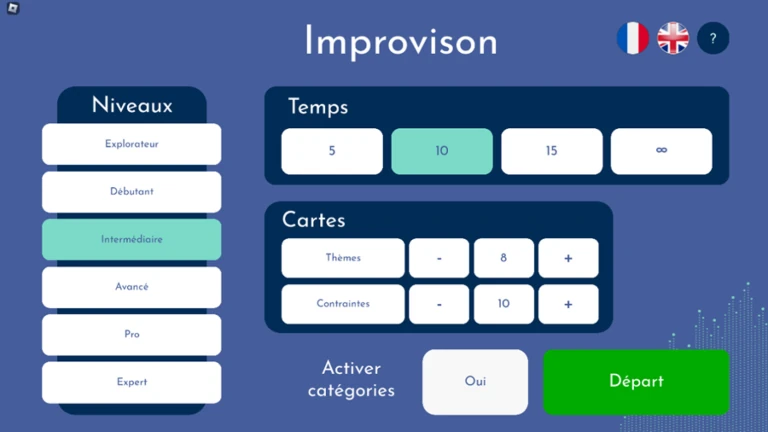 Improvison
?
Niveaux
Explorateur
Débutant
Intermédiaire
Avancé
Pro
Expert
Temps
5 10 15 ∞
Cartes
Thèmes - 8 +
Contraintes - 10 +
Activer
catégories
Oui
Départ